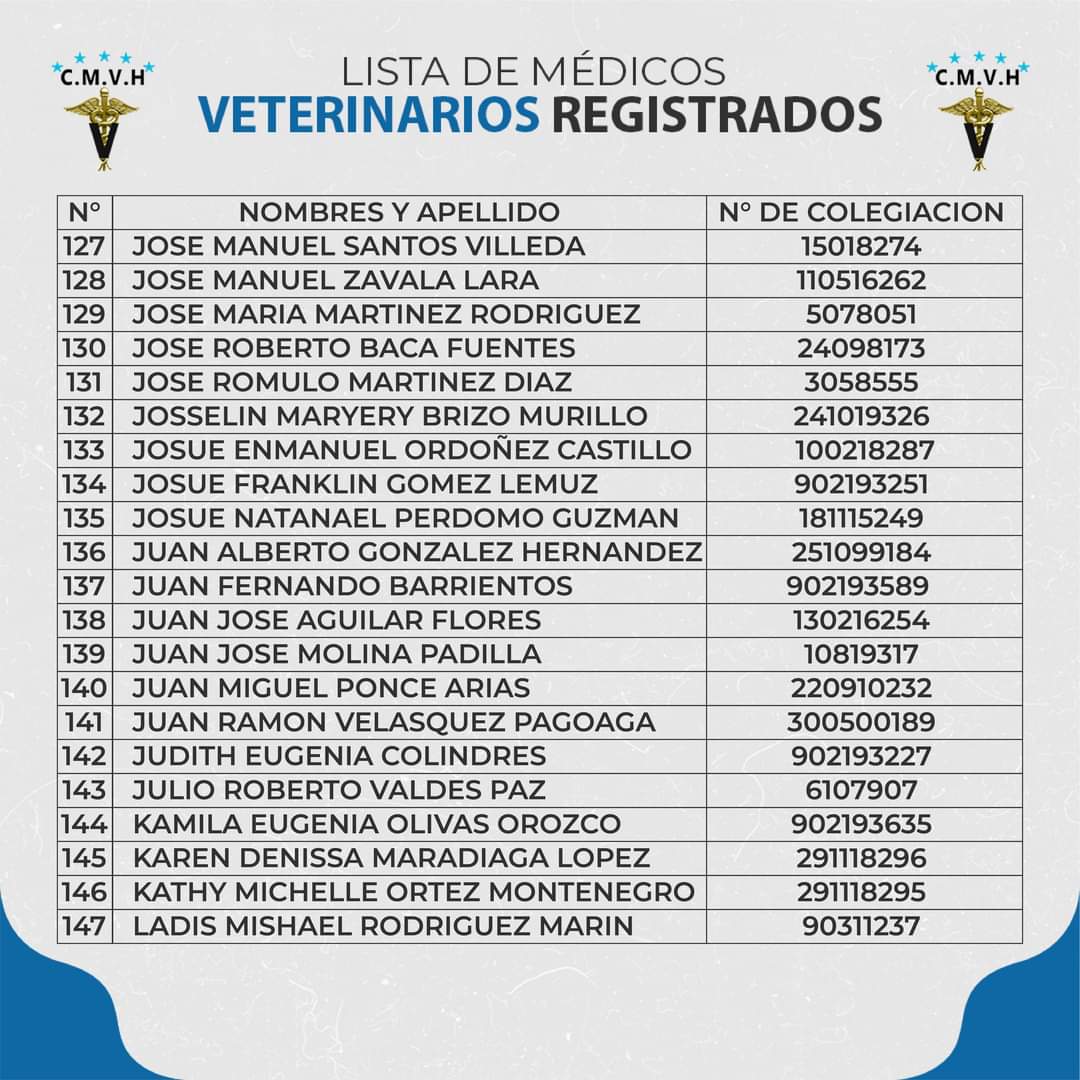 C.M.V.H
LISTA DE MÉDICOS
VETERINARIOS REGISTRADOS
C.M.V.H
N° NOMBRES Y APELLIDO N° DE COLEGIACION
127 JOSE MANUEL SANTOS VILLEDA 15018274
128 JOSE MANUEL ZAVALA LARA 110516262
129 JOSE MARIA MARTINEZ RODRIGUEZ 5078051
130 JOSE ROBERTO BACA FUENTES 24098173
131 JOSE ROMULO MARTINEZ DIAZ 3058555
132 JOSSELIN MARYERY BRIZO MURILLO 241019326
133 JOSUE ENMANUEL ORDOÑEZ CASTILLO 100218287
134 JOSUE FRANKLIN GOMEZ LEMUZ 902193251
135 JOSUE NATANAEL PERDOMO GUZMAN 181115249
136 JUAN ALBERTO GONZALEZ HERNANDEZ 251099184
137 JUAN FERNANDO BARRIENTOS 902193589
138 JUAN JOSE AGUILAR FLORES 130216254
139 JUAN JOSE MOLINA PADILLA 10819317
140 JUAN MIGUEL PONCE ARIAS 220910232
141 JUAN RAMON VELASQUEZ PAGOAGA 300500189
142 JUDITH EUGENIA COLINDRES 902193227
143 JULIO ROBERTO VALDES PAZ 6107907
144 KAMILA EUGENIA OLIVAS OROZCO 902193635
145 KAREN DENISSA MARADIAGA LOPEZ 291118296
146 KATHY MICHELLE ORTEZ MONTENEGRO 291118295
147 LADIS MISHAEL RODRIGUEZ MARIN 90311237